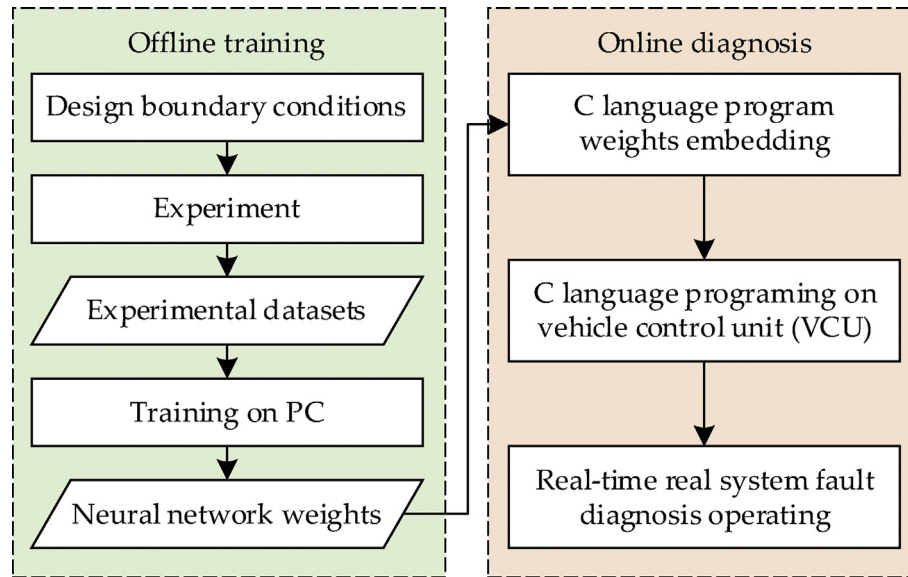 Offline training
Design boundary conditions
Experiment
Experimental datasets
Training on PC
Neural network weights
Online diagnosis
C language program
weights embedding
C language programing on
vehicle control unit (VCU)
Real-time real system fault
diagnosis operating